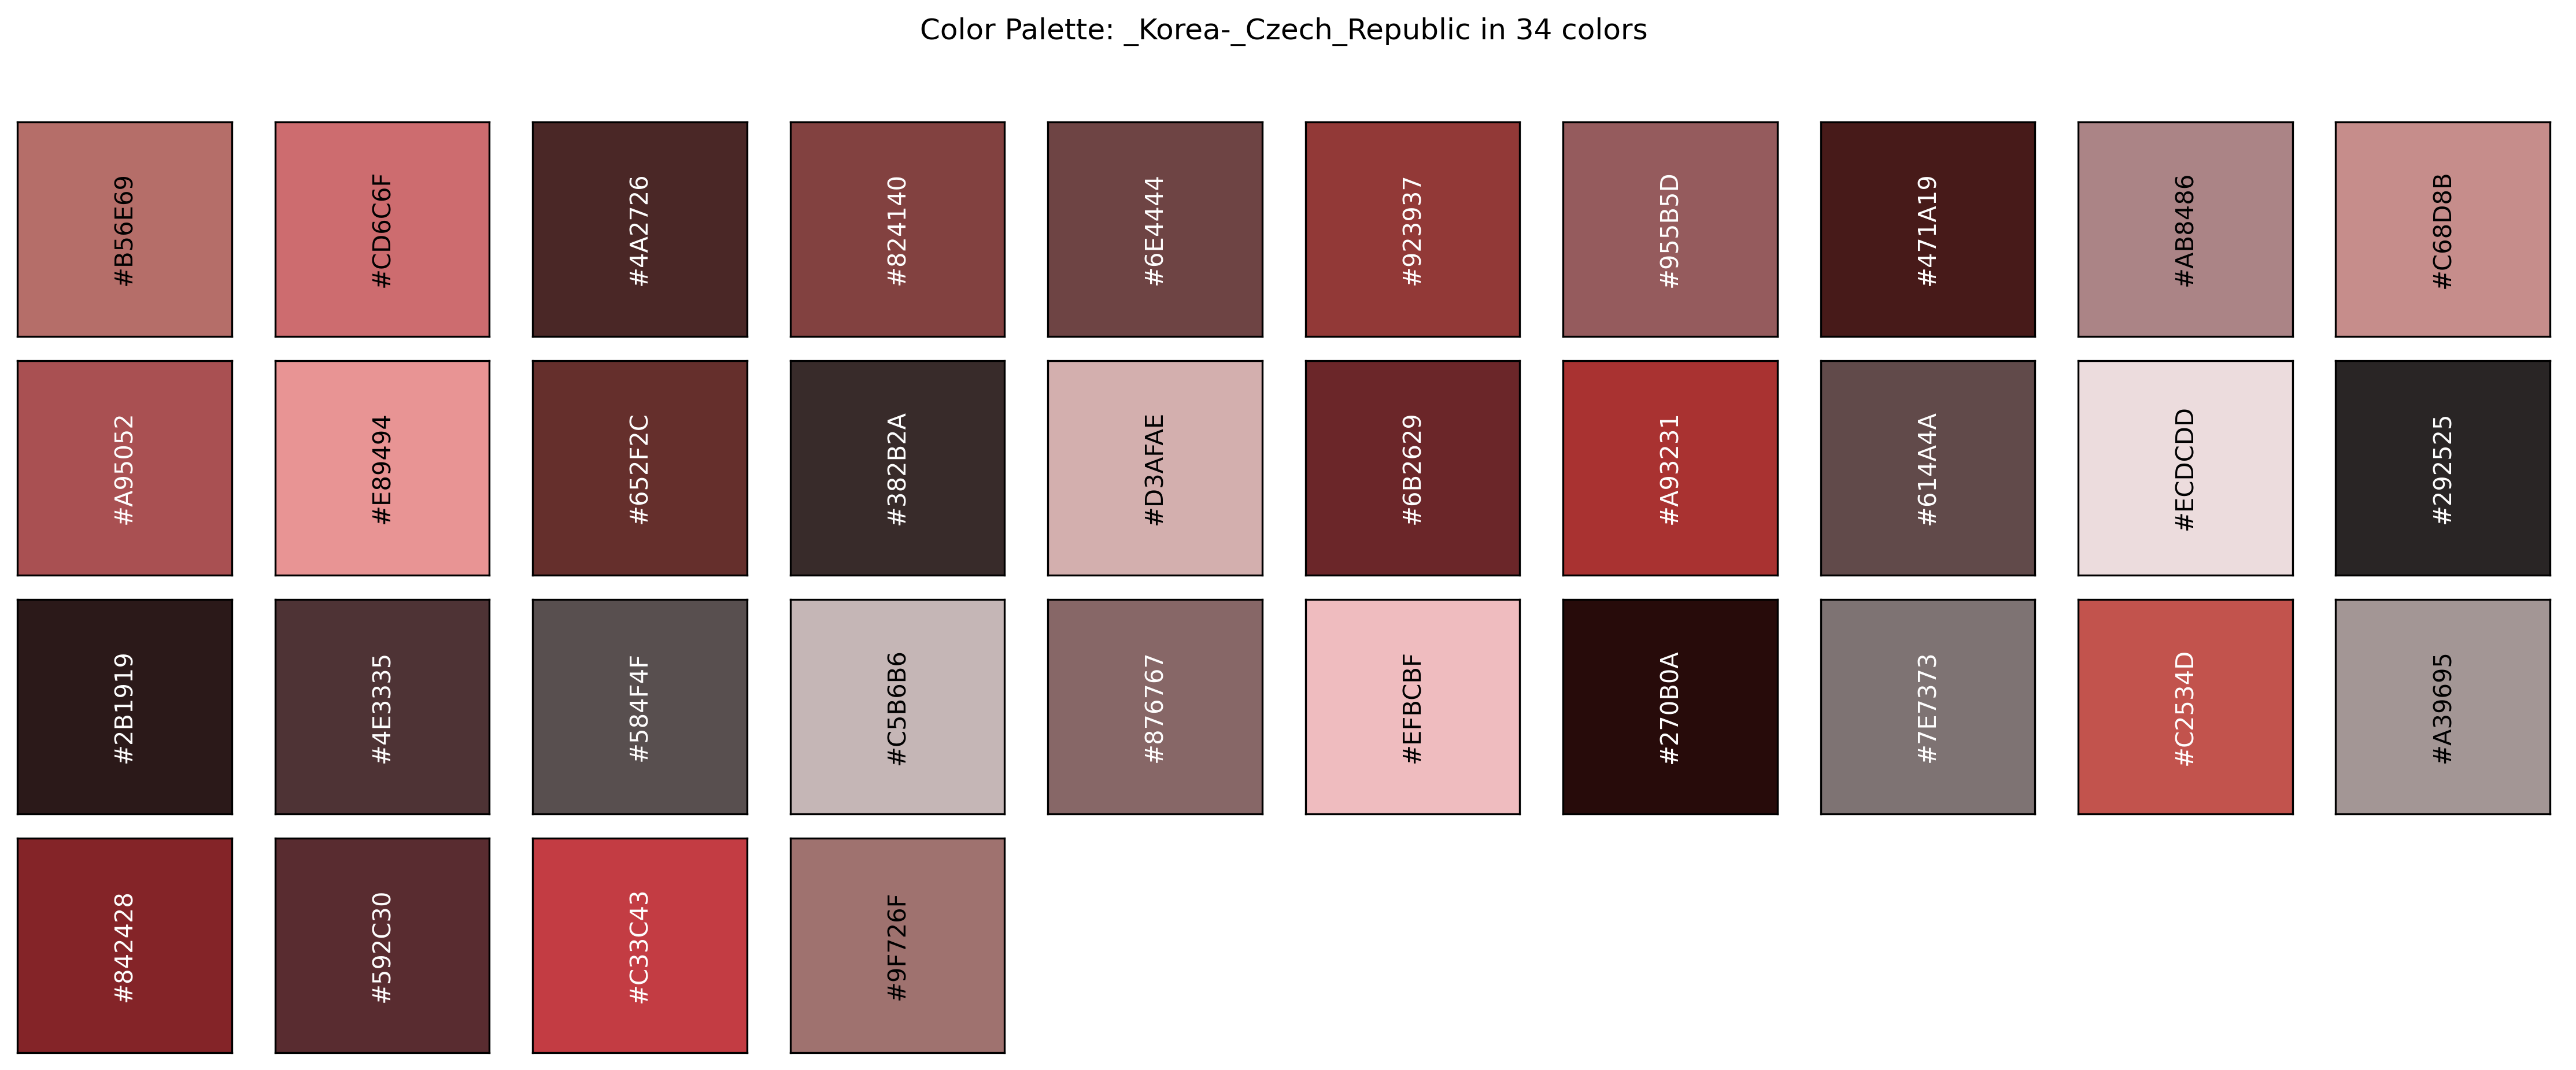 Color Palette: _Korea-_Czech_Republic in 34 colors
#B56E69
#CD6C6F
#4A2726
#824140
#6E4444
#923937
#955B5D
#471A19
#AB8486
#C68D8B
#A95052
#E89494
#652F2C
#382B2A
#D3AFAE
#6B2629
#A93231
#614A4A
#ECDCDD
#292525
#2B1919
#4E3335
#584F4F
#C5B6B6
#876767
#EFBCBF
#270B0A
#7E7373
#C2534D
#A39695
#842428
#592C30
#C33C43
#9F726F